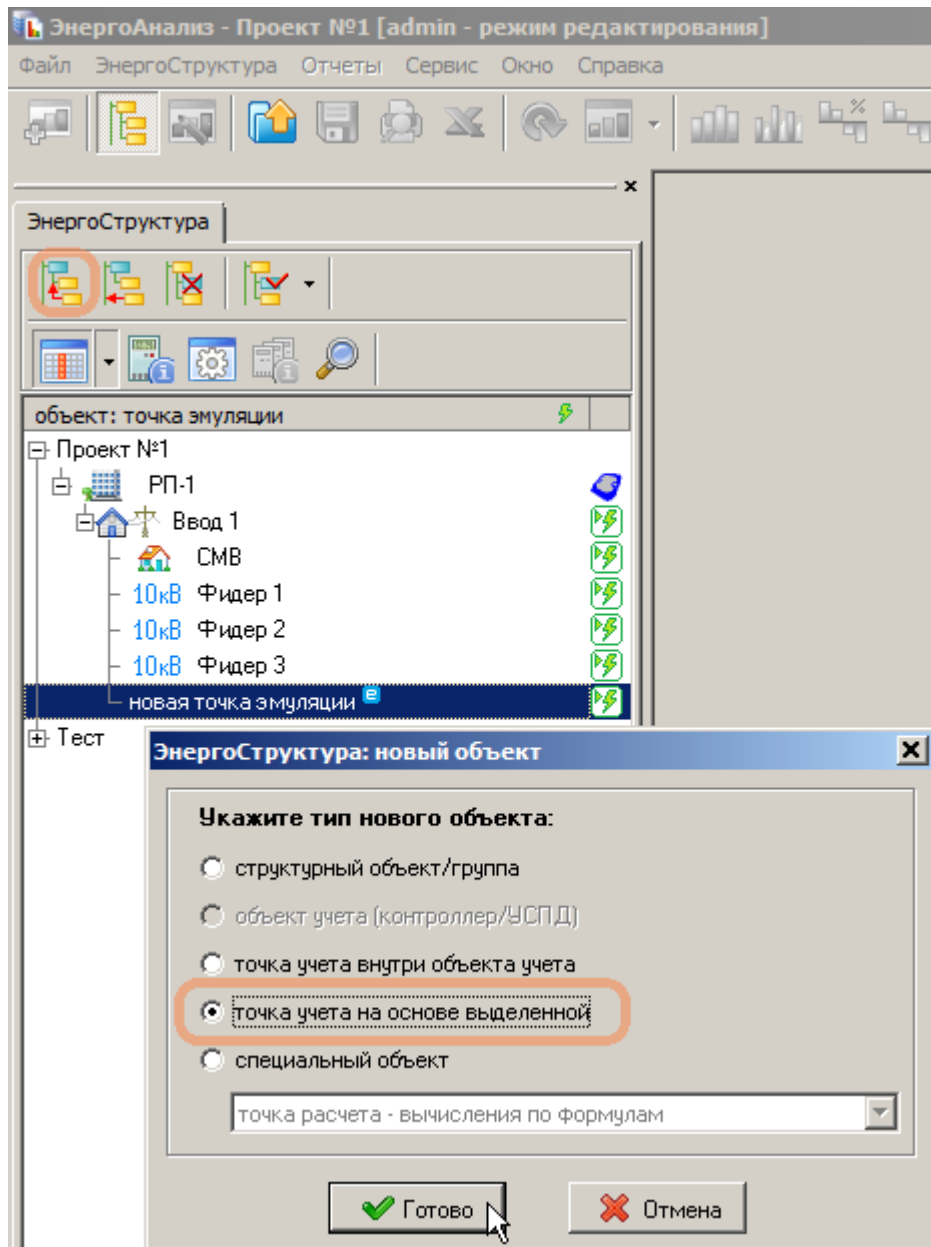 ЭнергоАнализ - Проект №1 [admin - режим редактирования]
Файл ЭнергоСтруктура Отчеты Сервис Окно Справка
%
ЭнергоСтруктура
объект: точка эмуляции
Проект №1
РП-1
Ввод 1
СМВ
10кВ Фидер 1
10кВ Фидер 2
10кВ Фидер 3
новая точка эмуляции e
Тест
ЭнергоСтруктура: новый объект
Укажите тип нового объекта:
структурный объект/группа
объект учета (контроллер/УСПД)
точка учета внутри объекта учета
точка учета на основе выделенной
специальный объект
точка расчета - вычисления по формулам
Готово Отмена